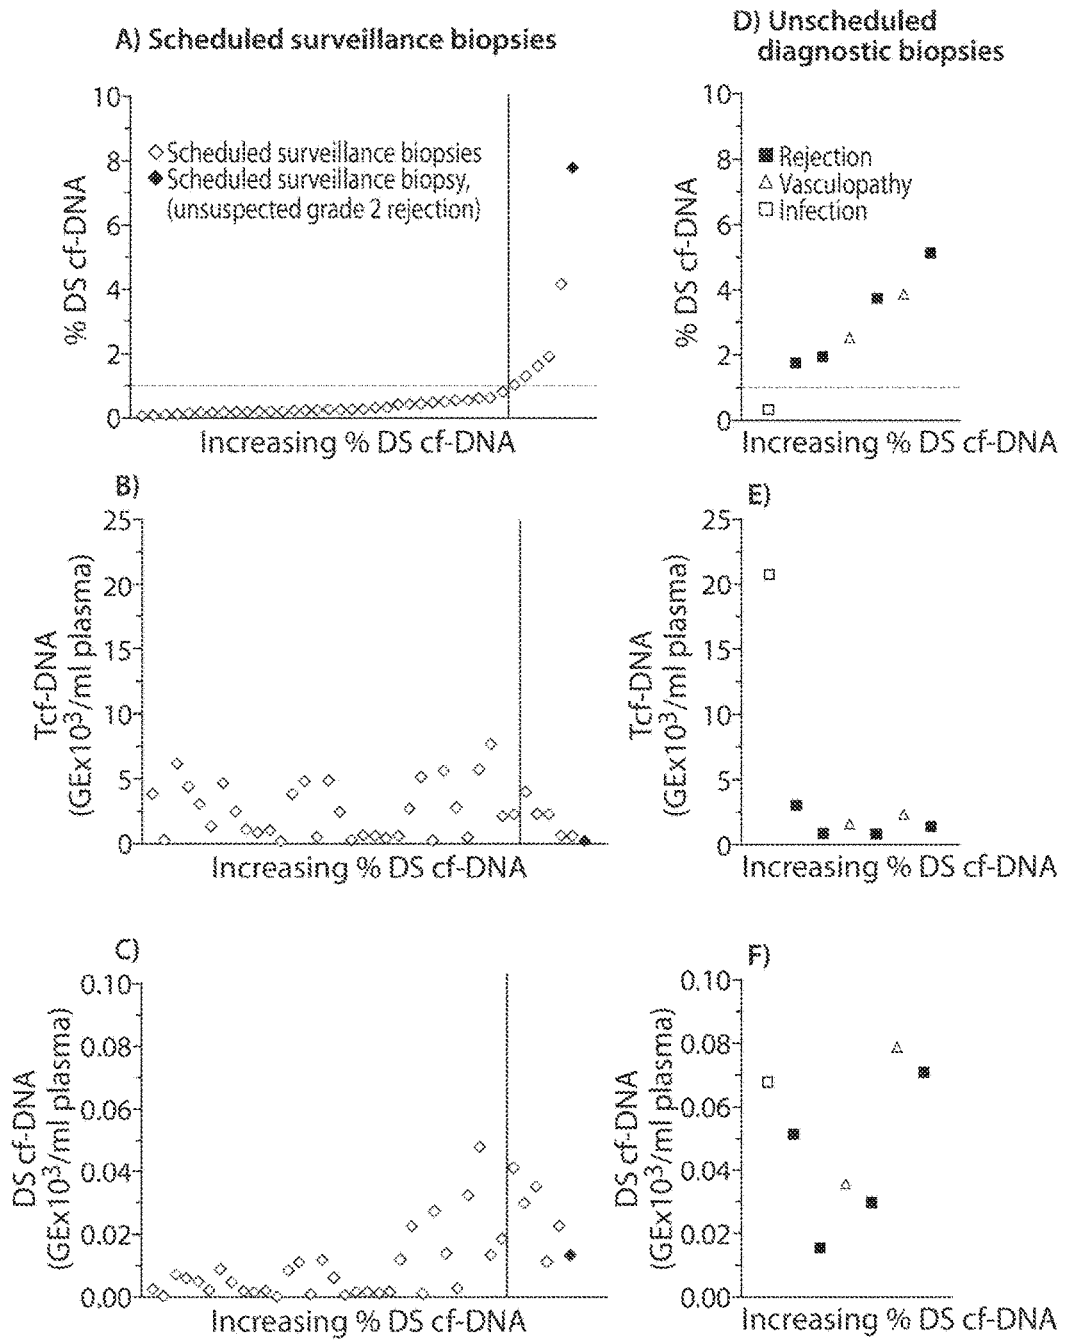 A) Scheduled surveillance biopsies
10
8
6
4
2
0
% DS cf-DNA
Scheduled surveillance biopsies
Scheduled surveillance biopsy,
(unsuspected grade 2 rejection)
Increasing % DS cf-DNA
B)
25
20
15
10
5
0
Tcf-DNA
(GEx10³/ml plasma)
Increasing % DS cf-DNA
C)
0.10
0.08
0.06
0.04
0.02
0.00
DS cf-DNA
(GEx10³/ml plasma)
Increasing % DS cf-DNA
D) Unscheduled
diagnostic biopsies
10
8
6
4
2
0
% DS cf-DNA
Rejection
Vasculopathy
Infection
Increasing % DS cf-DNA
E)
25
20
15
10
5
0
Tcf-DNA
(GEx10³/ml plasma)
Increasing % DS cf-DNA
F)
0.10
0.08
0.06
0.04
0.02
0.00
DS cf-DNA
(GEx10³/ml plasma)
Increasing % DS cf-DNA